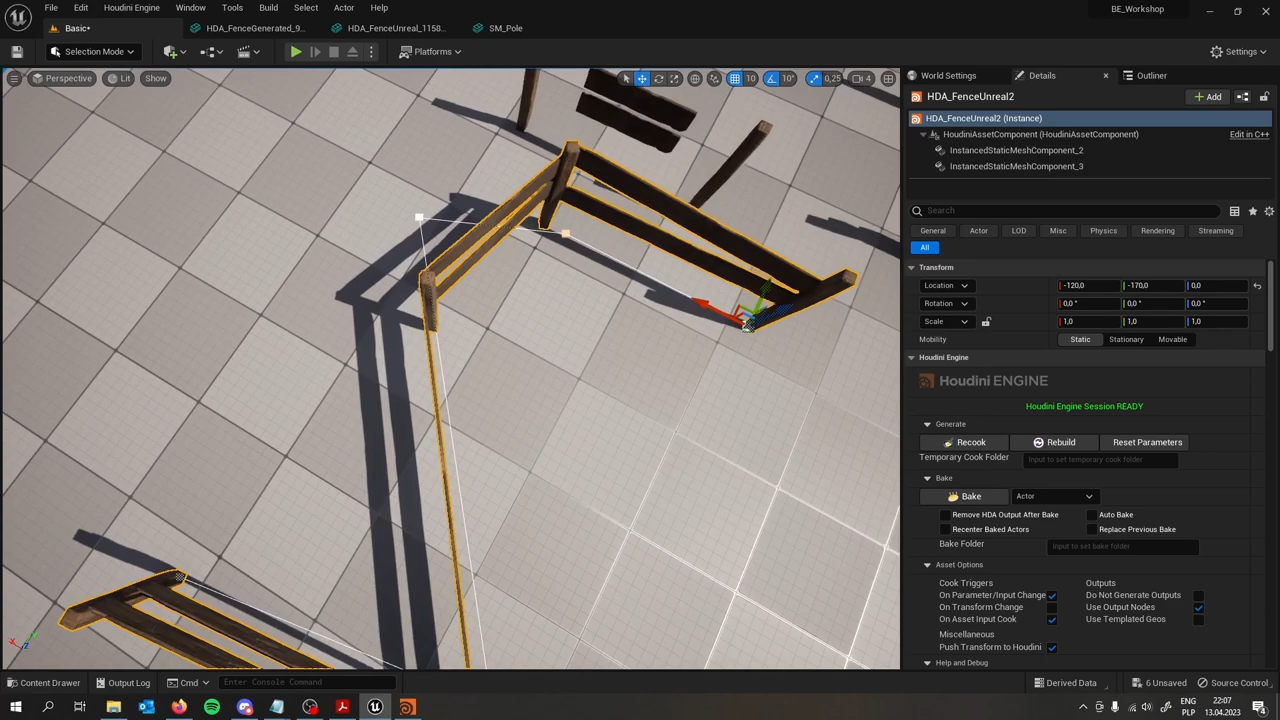 File Edit Houdini Engine Window Tools Build Select Actor Help
BE_Workshop
Basic* HDA_FenceGenerated_9... HDA_FenceUnreal_1158... SM_Pole
Selection Mode Platforms Settings
Perspective Lit Show 10 10° 0,25 4
World Settings Details Outliner
HDA_FenceUnreal2 Add
HDA_FenceUnreal2 (Instance)
HoudiniAssetComponent (HoudiniAssetComponent) Edit in C++
InstancedStaticMeshComponent_2
InstancedStaticMeshComponent_3
Search
General Actor LOD Misc Physics Rendering Streaming
All
Transform
Location -120,0 -170,0 0,0
Rotation 0,0 ° 0,0 ° 0,0 °
Scale 1,0 1,0 1,0
Mobility Static Stationary Movable
Houdini Engine
Houdini ENGINE
Houdini Engine Session READY
Generate
Recook Rebuild Reset Parameters
Temporary Cook Folder Input to set temporary cook folder
Bake
Bake Actor
Remove HDA Output After Bake Auto Bake
Recenter Baked Actors Replace Previous Bake
Bake Folder Input to set bake folder
Asset Options
Cook Triggers Outputs
On Parameter/Input Change Do Not Generate Outputs
On Transform Change Use Output Nodes
On Asset Input Cook Use Templated Geos
Miscellaneous
Push Transform to Houdini
Help and Debug
Content Drawer Output Log Cmd Enter Console Command Derived Data 6 Unsaved Source Control
ENG 22:07
PLP 13.04.2023